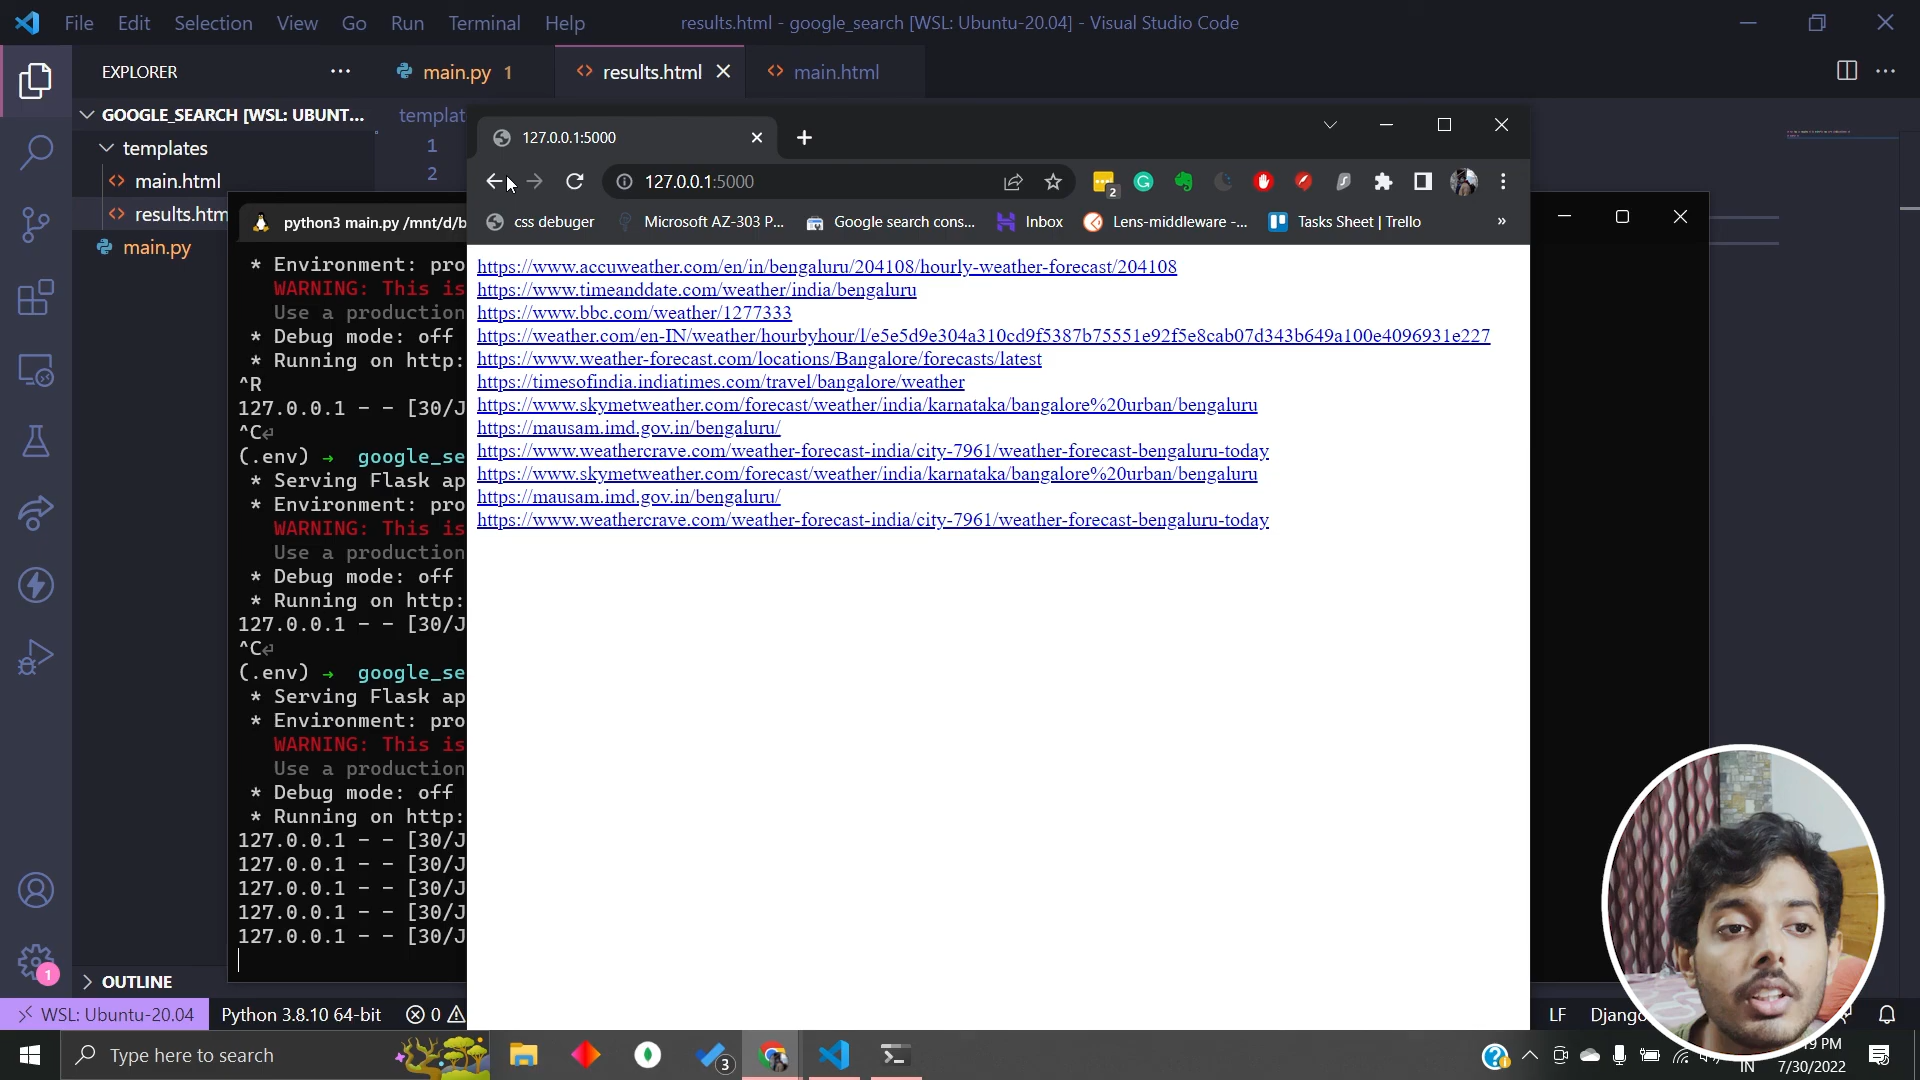 File Edit Selection View Go Run Terminal Help
results.html - google_search [WSL: Ubuntu-20.04] - Visual Studio Code
EXPLORER
main.py 1
results.html
main.html
GOOGLE_SEARCH [WSL: UBUNT...
templates
main.html
results.htm
main.py
OUTLINE
templat
1
2
python3 main.py /mnt/d/b
* Environment: pro
WARNING: This is
Use a production
* Debug mode: off
* Running on http:
^R
127.0.0.1 - - [30/J
^C
(.env) → google_se
* Serving Flask ap
* Environment: pro
WARNING: This is
Use a production
* Debug mode: off
* Running on http:
127.0.0.1 - - [30/J
^C
(.env) → google_se
* Serving Flask ap
* Environment: pro
WARNING: This is
Use a production
* Debug mode: off
* Running on http:
127.0.0.1 - - [30/J
127.0.0.1 - - [30/J
127.0.0.1 - - [30/J
127.0.0.1 - - [30/J
127.0.0.1 - - [30/J
127.0.0.1:5000
127.0.0.1:5000
2
css debuger
Microsoft AZ-303 P...
Google search cons...
Inbox
Lens-middleware -...
Tasks Sheet | Trello
»
https://www.accuweather.com/en/in/bengaluru/204108/hourly-weather-forecast/204108
https://www.timeanddate.com/weather/india/bengaluru
https://www.bbc.com/weather/1277333
https://weather.com/en-IN/weather/hourbyhour/l/e5e5d9e304a310cd9f5387b75551e92f5e8cab07d343b649a100e4096931e227
https://www.weather-forecast.com/locations/Bangalore/forecasts/latest
https://timesofindia.indiatimes.com/travel/bangalore/weather
https://www.skymetweather.com/forecast/weather/india/karnataka/bangalore%20urban/bengaluru
https://mausam.imd.gov.in/bengaluru/
https://www.weathercrave.com/weather-forecast-india/city-7961/weather-forecast-bengaluru-today
https://www.skymetweather.com/forecast/weather/india/karnataka/bangalore%20urban/bengaluru
https://mausam.imd.gov.in/bengaluru/
https://www.weathercrave.com/weather-forecast-india/city-7961/weather-forecast-bengaluru-today
1
WSL: Ubuntu-20.04
Python 3.8.10 64-bit
0
LF
Django
Type here to search
3
IN
19 PM
7/30/2022